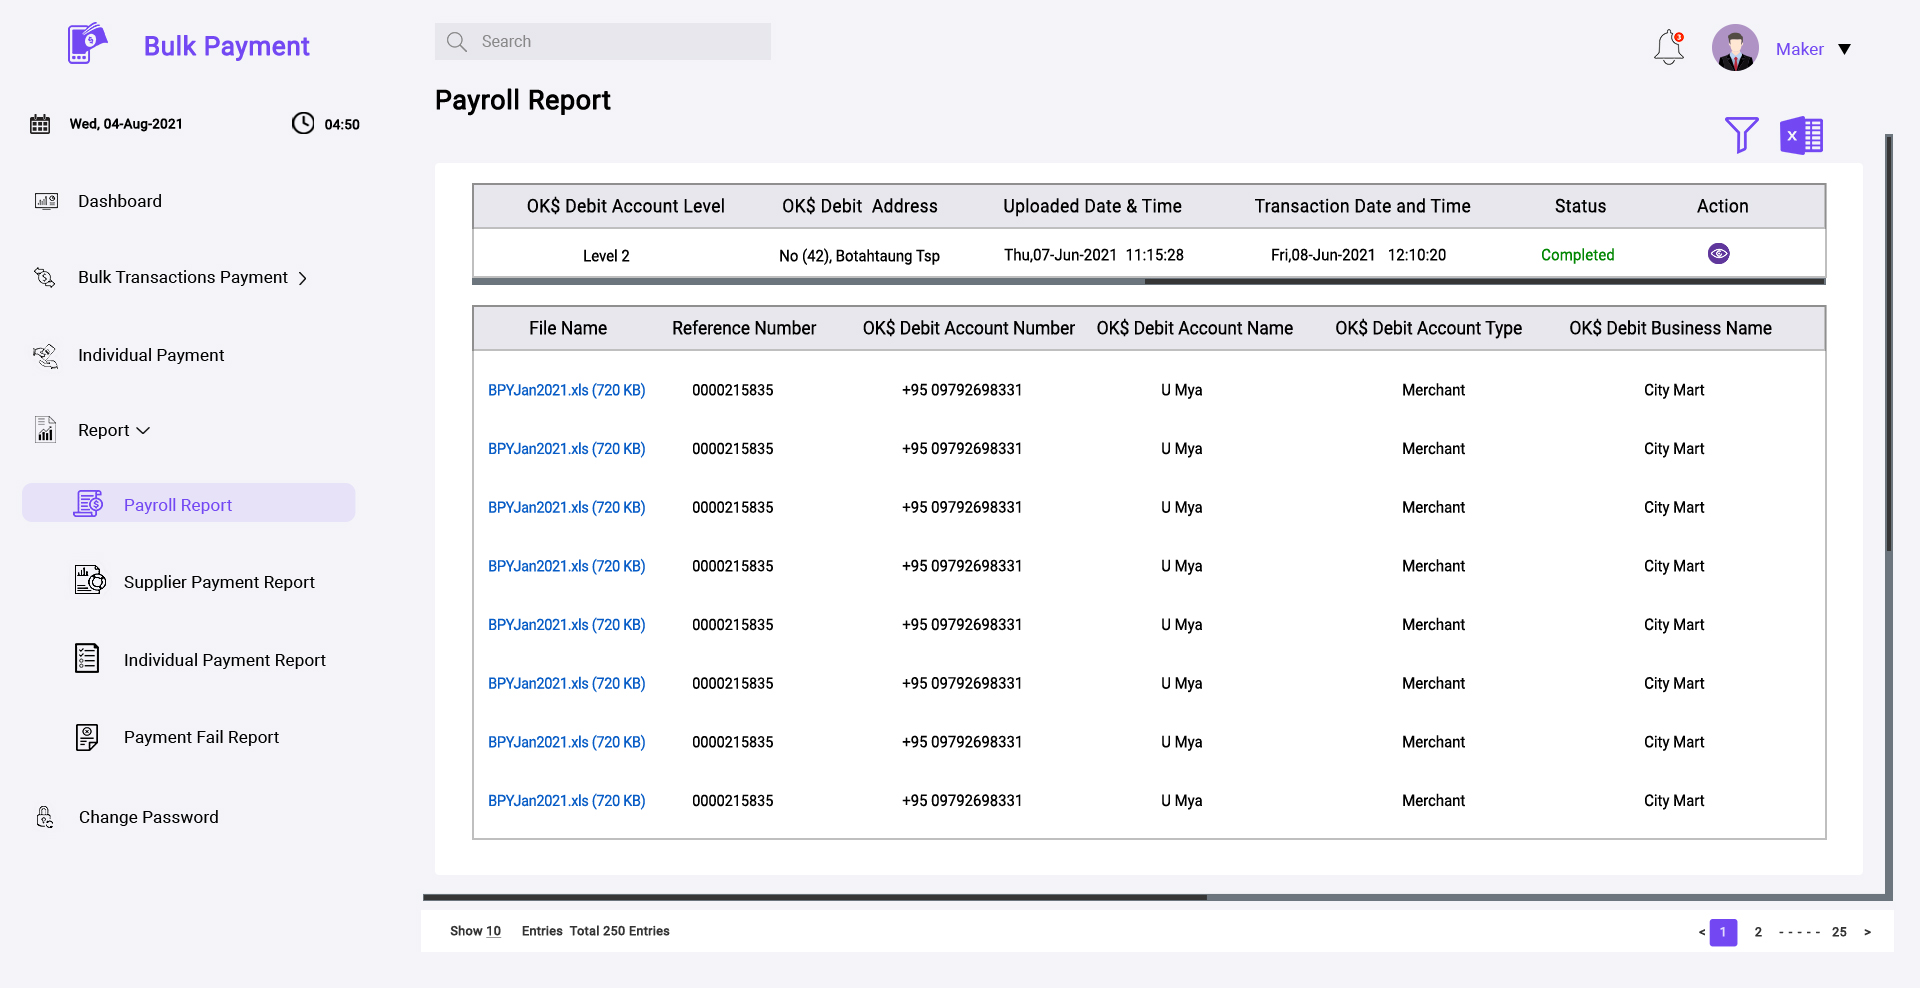 Bulk Payment
Search
3
Maker
Payroll Report
Wed, 04-Aug-2021
04:50
Dashboard
Bulk Transactions Payment
Individual Payment
Report
Payroll Report
Supplier Payment Report
Individual Payment Report
Payment Fail Report
Change Password
X
OK$ Debit Account Level OK$ Debit Address Uploaded Date & Time Transaction Date and Time Status Action
Level 2 No (42), Botahtaung Tsp Thu,07-Jun-2021 11:15:28 Fri,08-Jun-2021 12:10:20 Completed
File Name Reference Number OK$ Debit Account Number OK$ Debit Account Name OK$ Debit Account Type OK$ Debit Business Name
BPYJan2021.xls (720 KB) 0000215835 +95 09792698331 U Mya Merchant City Mart
BPYJan2021.xls (720 KB) 0000215835 +95 09792698331 U Mya Merchant City Mart
BPYJan2021.xls (720 KB) 0000215835 +95 09792698331 U Mya Merchant City Mart
BPYJan2021.xls (720 KB) 0000215835 +95 09792698331 U Mya Merchant City Mart
BPYJan2021.xls (720 KB) 0000215835 +95 09792698331 U Mya Merchant City Mart
BPYJan2021.xls (720 KB) 0000215835 +95 09792698331 U Mya Merchant City Mart
BPYJan2021.xls (720 KB) 0000215835 +95 09792698331 U Mya Merchant City Mart
BPYJan2021.xls (720 KB) 0000215835 +95 09792698331 U Mya Merchant City Mart
Show 10 Entries Total 250 Entries
< 1 2 - - - - - 25 >